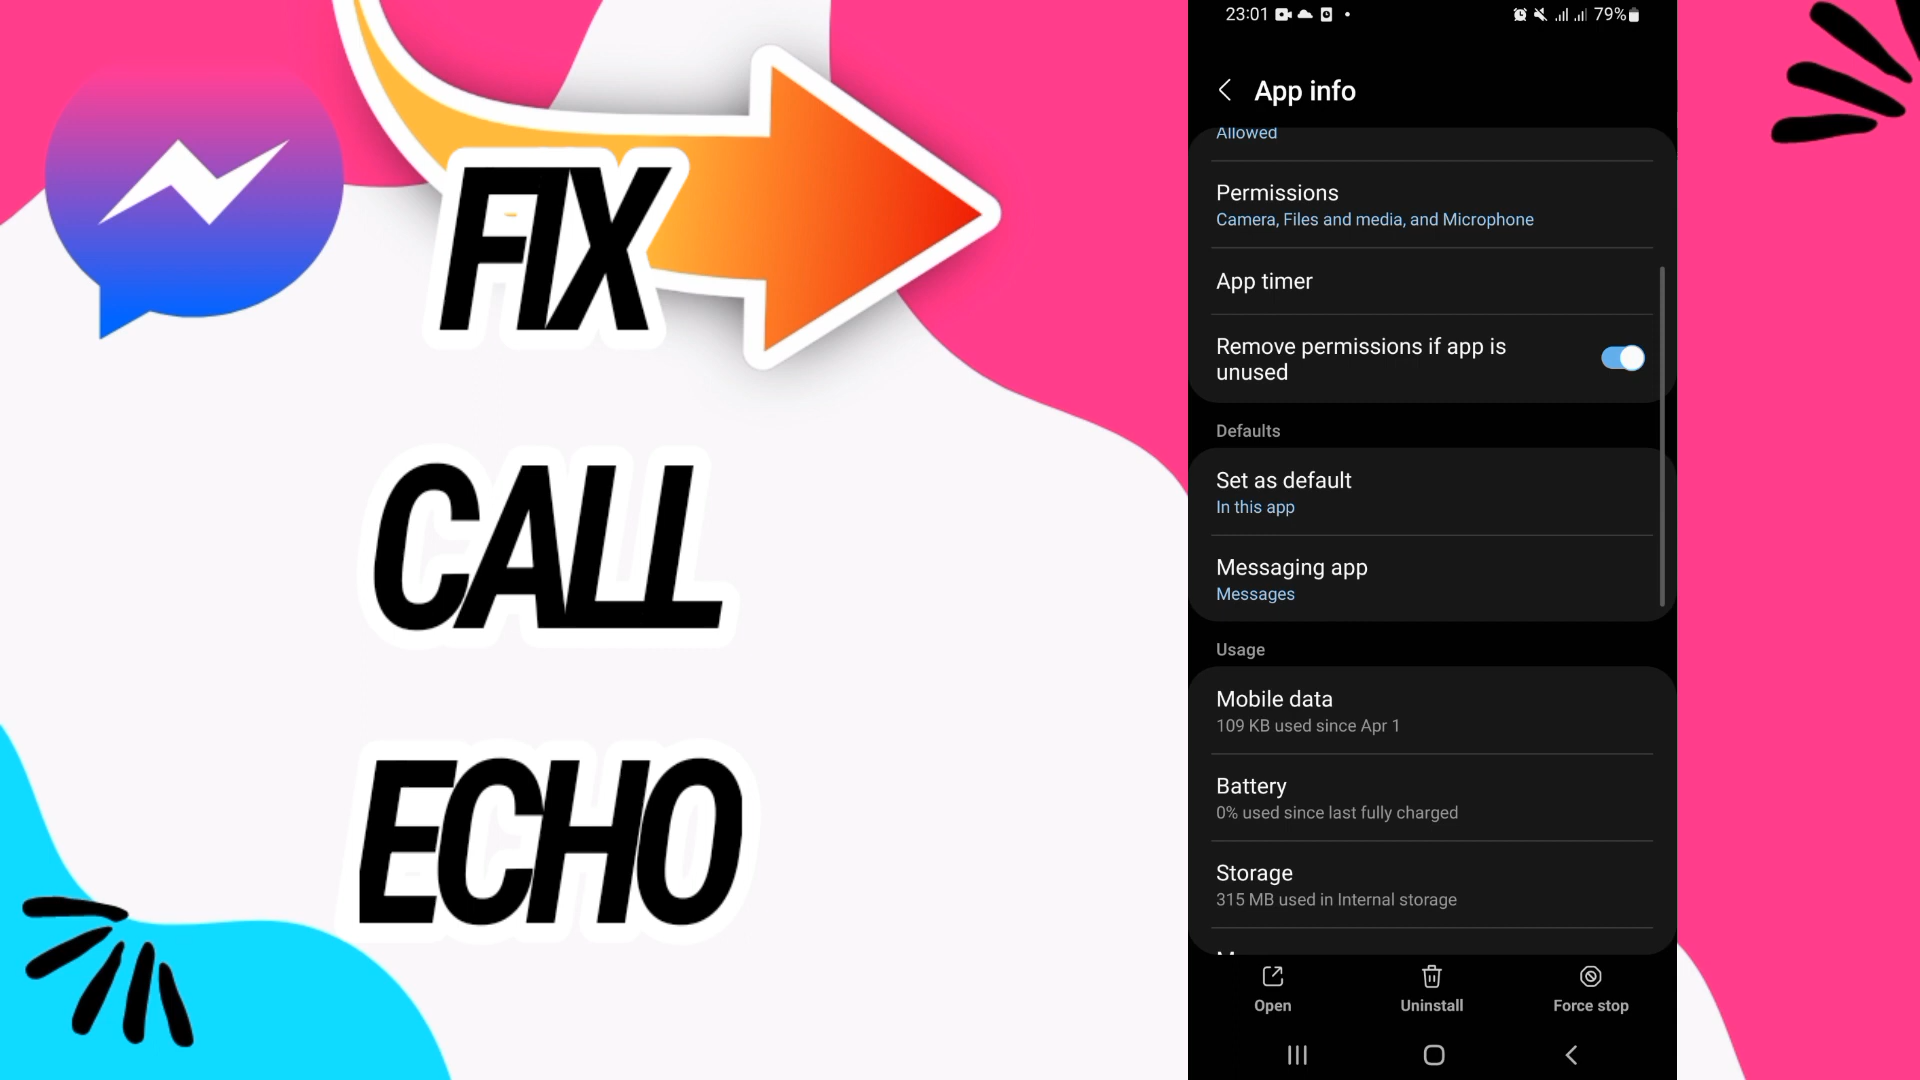 FIX
CALL
ECHO
23:01
79%
App info
Allowed
Permissions
Camera, Files and media, and Microphone
App timer
Remove permissions if app is
unused
Defaults
Set as default
In this app
Messaging app
Messages
Usage
Mobile data
109 KB used since Apr 1
Battery
0% used since last fully charged
Storage
315 MB used in Internal storage
Open
Uninstall
Force stop